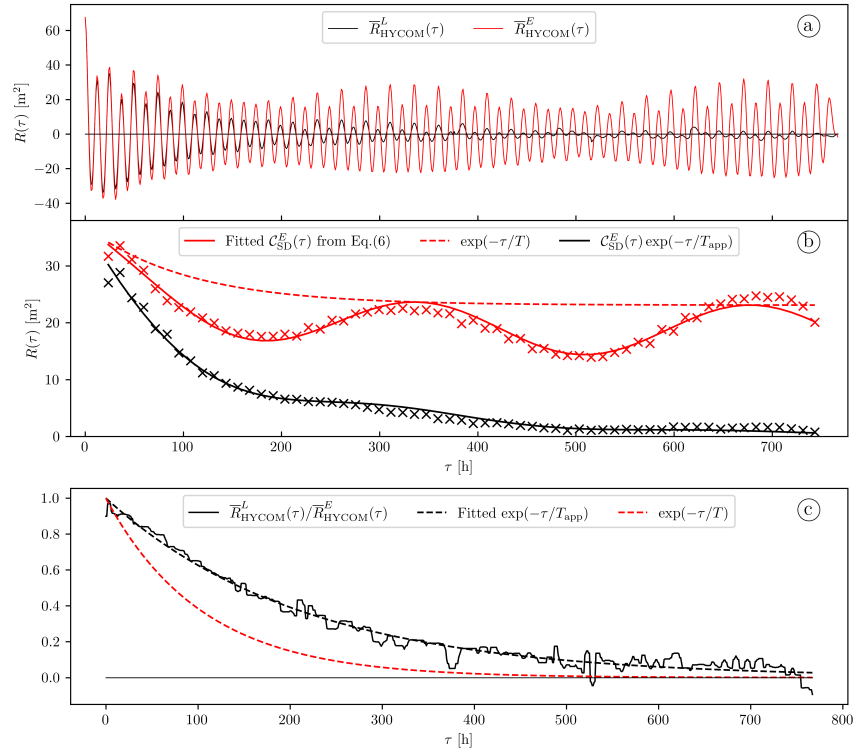 R̅ᴸ_HYCOM(τ) R̅ᴱ_HYCOM(τ)
a
R(τ) [m²]
60
40
20
0
−20
−40
Fitted 𝒞ᴱ_SD(τ) from Eq.(6) exp(−τ/T) 𝒞ᴱ_SD(τ) exp(−τ/T_app)
b
R(τ) [m²]
30
20
10
0
0 100 200 300 400 500 600 700
τ [h]
R̅ᴸ_HYCOM(τ)/R̅ᴱ_HYCOM(τ) Fitted exp(−τ/T_app) exp(−τ/T)
c
1.0
0.8
0.6
0.4
0.2
0.0
0 100 200 300 400 500 600 700 800
τ [h]